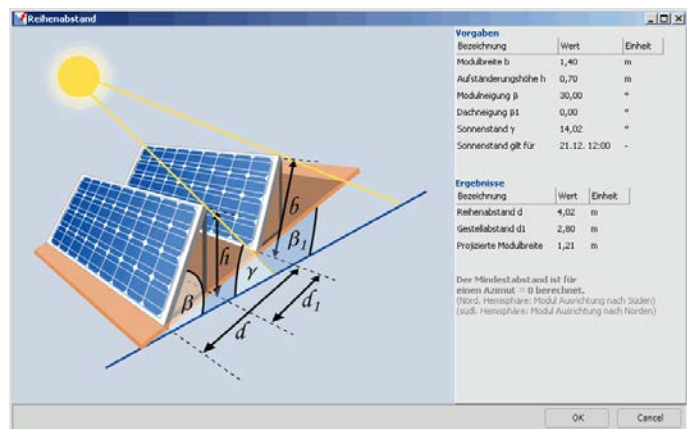 Reihenabstand
Vorgaben
Bezeichnung Wert Einheit
Modulbreite b 1,40 m
Aufständerungshöhe h 0,70 m
Modulneigung β 30,00 °
Dachneigung β1 0,00 °
Sonnenstand γ 14,02 °
Sonnenstand gilt für 21.12. 12:00 -
Ergebnisse
Bezeichnung Wert Einheit
Reihenabstand d 4,02 m
Gestellabstand d1 2,80 m
Projizierte Modulbreite 1,21 m
Der Mindestabstand ist für
einen Azimut = 0 berechnet.
(Nörd. Hemisphäre: Modul Ausrichtung nach Süden)
(südl. Hemisphäre: Modul Ausrichtung nach Norden)
b
h
β₁
γ
β
d₁
d
OK Cancel